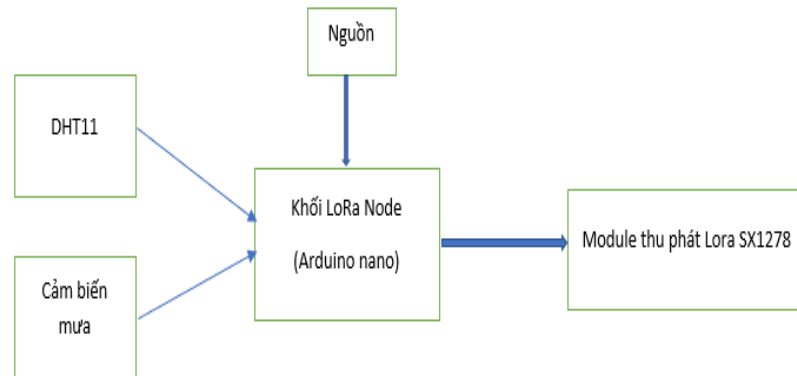 Nguồn
DHT11
Khối LoRa Node
(Arduino nano)
Module thu phát Lora SX1278
Cảm biến
mưa